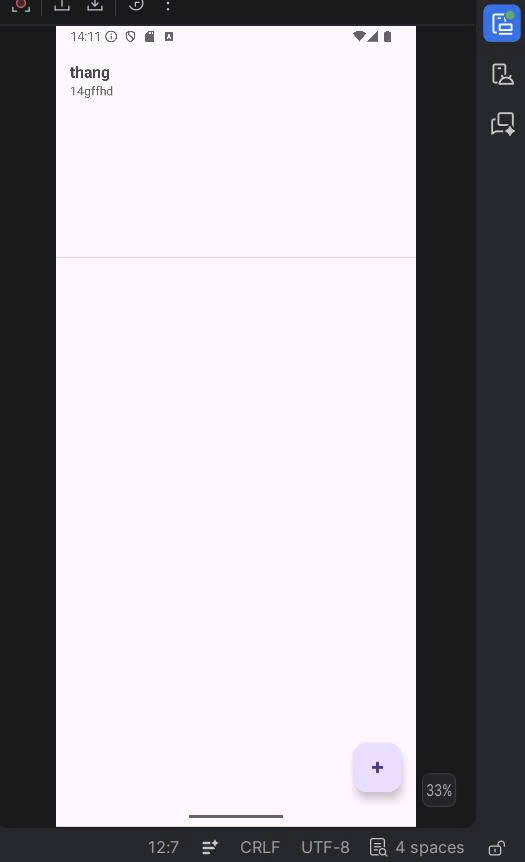 14:11
thang
14gffhd
+
33%
12:7 CRLF UTF-8 4 spaces